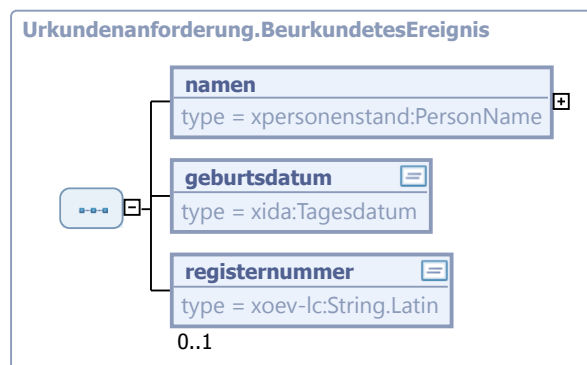 Urkundenanforderung.BeurkundetesEreignis
namen
type = xpersonenstand:PersonName
geburtsdatum
type = xida:Tagesdatum
registernummer
type = xoev-lc:String.Latin
0..1